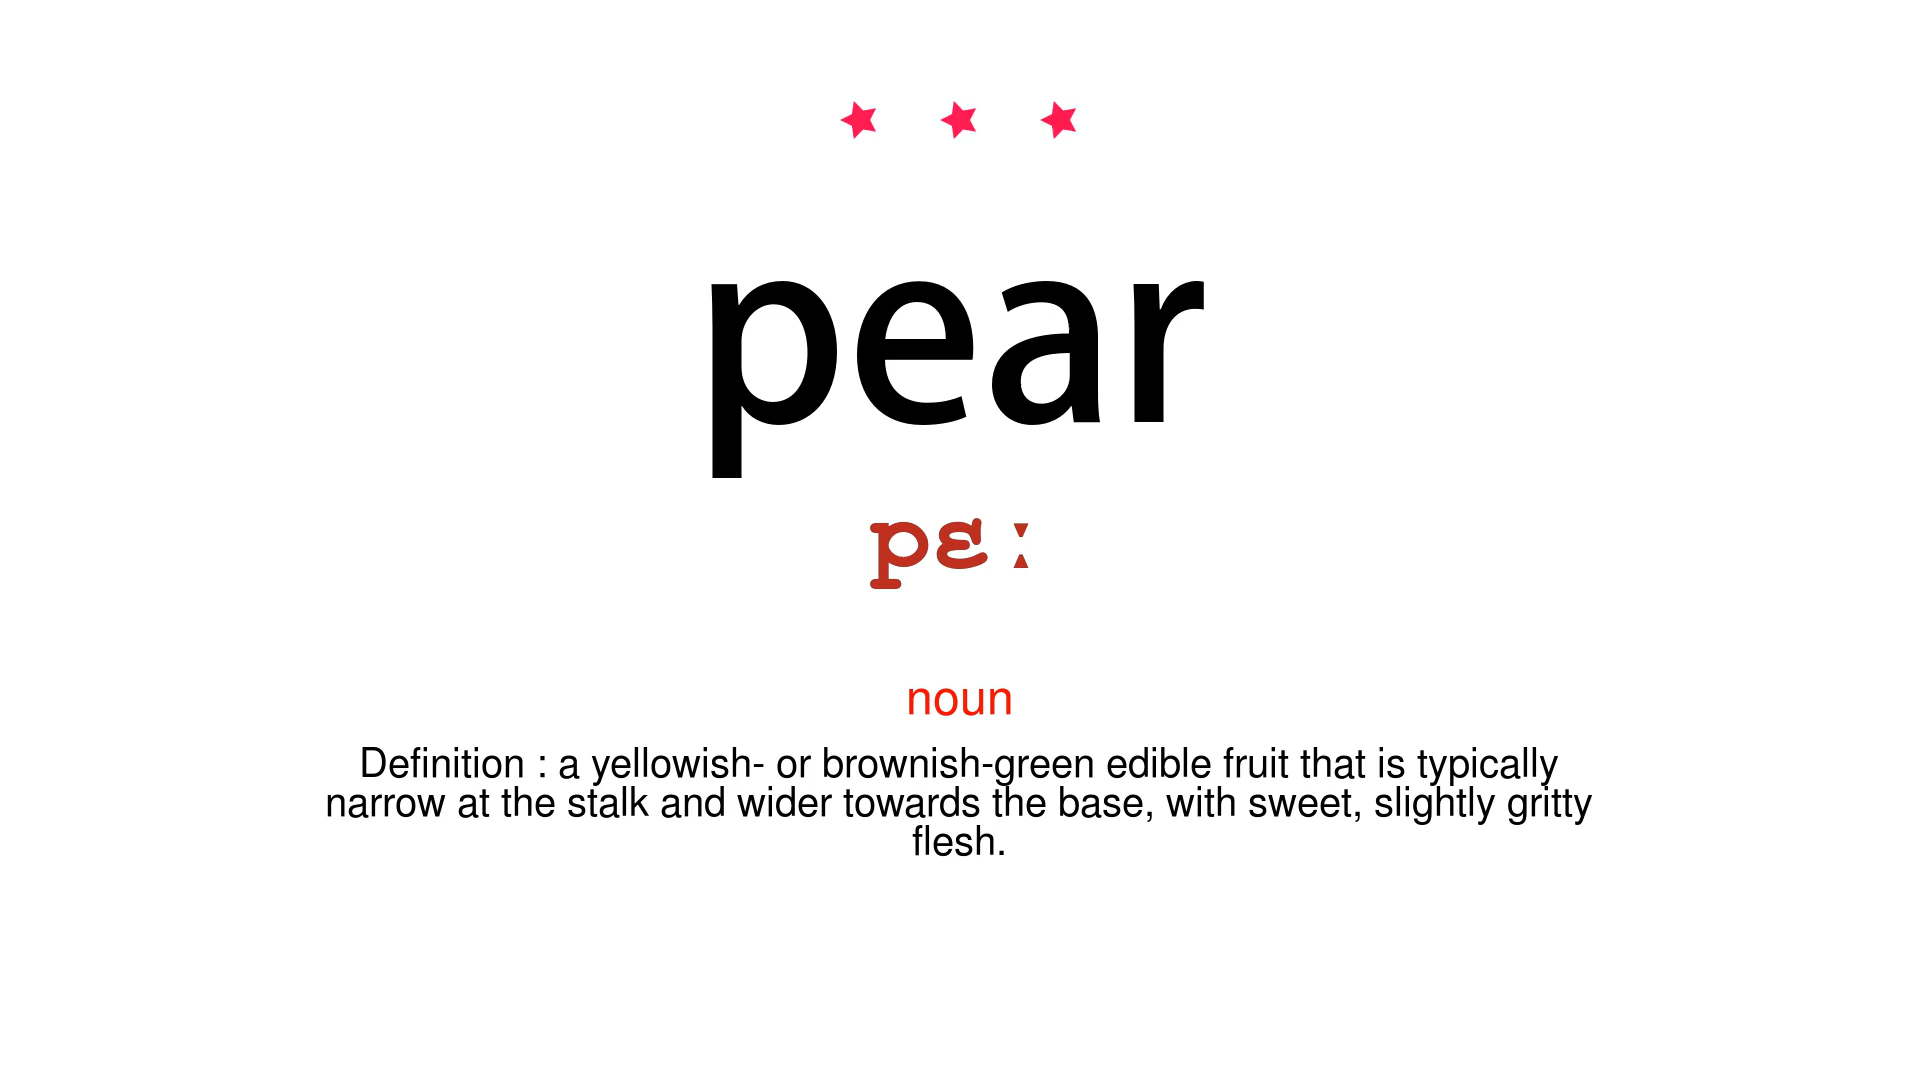 pear
pɛː
noun
Definition : a yellowish- or brownish-green edible fruit that is typically
narrow at the stalk and wider towards the base, with sweet, slightly gritty
flesh.